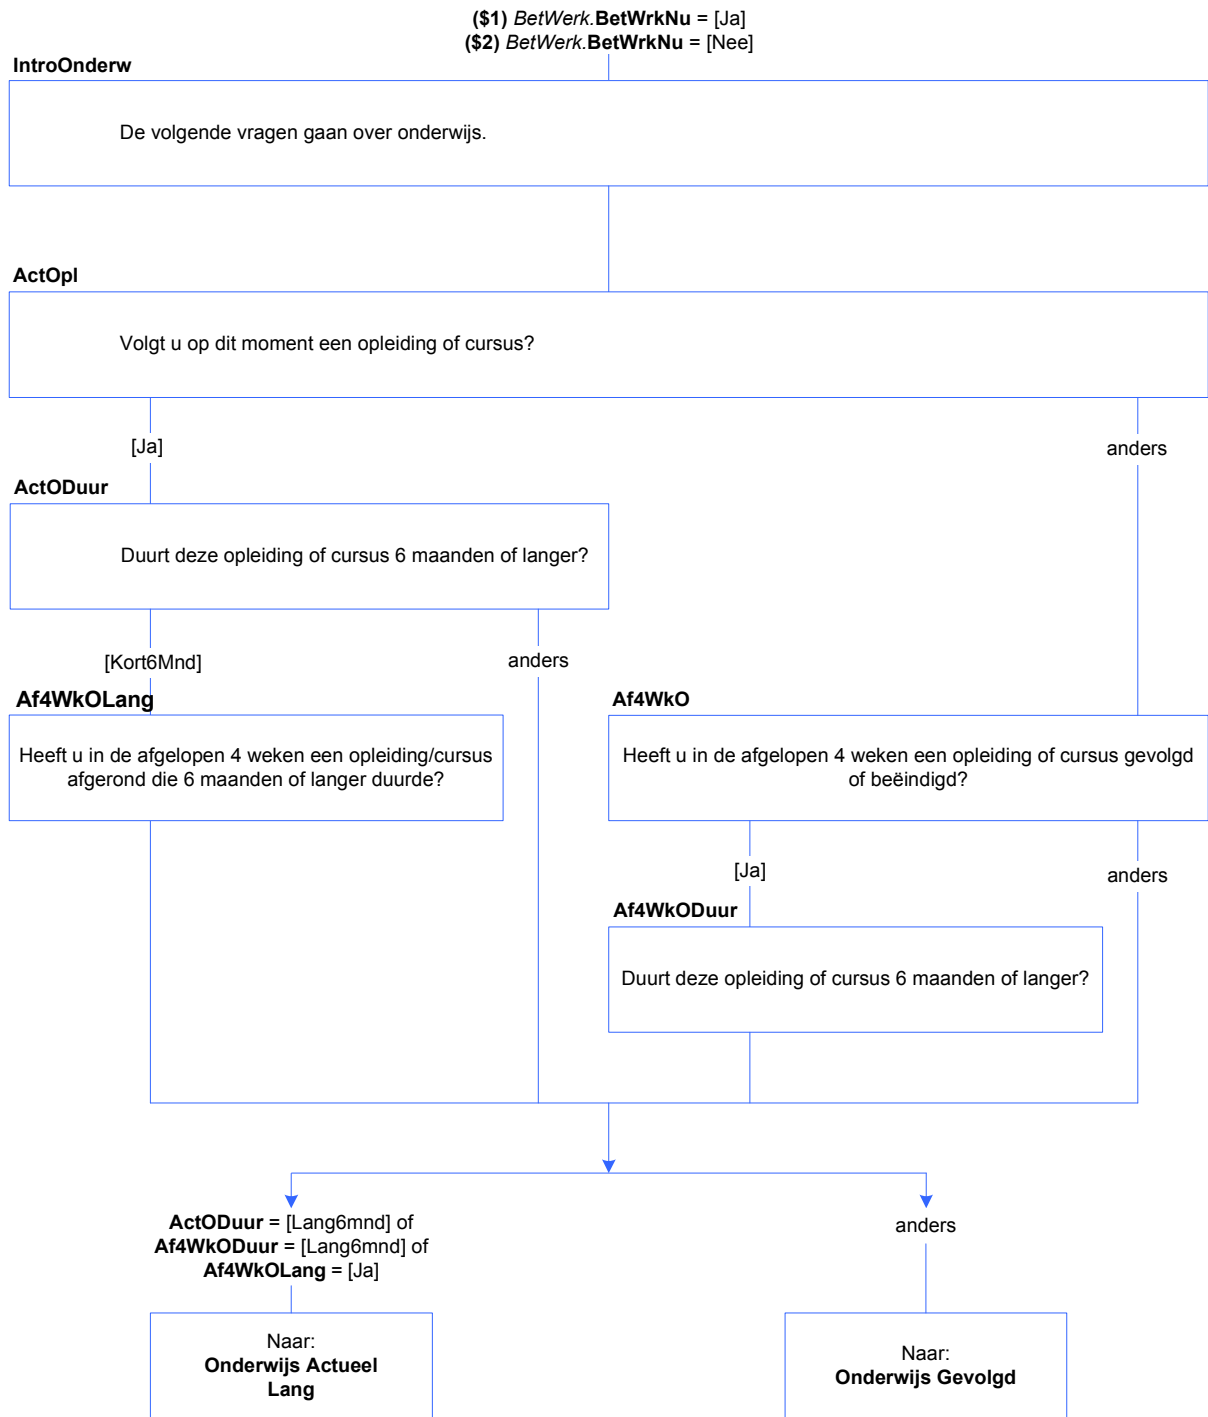 ($1) BetWerk.BetWrkNu = [Ja]
($2) BetWerk.BetWrkNu = [Nee]
IntroOnderw
De volgende vragen gaan over onderwijs.
ActOpl
Volgt u op dit moment een opleiding of cursus?
[Ja]
anders
ActODuur
Duurt deze opleiding of cursus 6 maanden of langer?
[Kort6Mnd]
anders
Af4WkOLang
Heeft u in de afgelopen 4 weken een opleiding/cursus
afgerond die 6 maanden of langer duurde?
Af4WkO
Heeft u in de afgelopen 4 weken een opleiding of cursus gevolgd
of beëindigd?
[Ja]
anders
Af4WkODuur
Duurt deze opleiding of cursus 6 maanden of langer?
ActODuur = [Lang6mnd] of
Af4WkODuur = [Lang6mnd] of
Af4WkOLang = [Ja]
anders
Naar:
Onderwijs Actueel
Lang
Naar:
Onderwijs Gevolgd